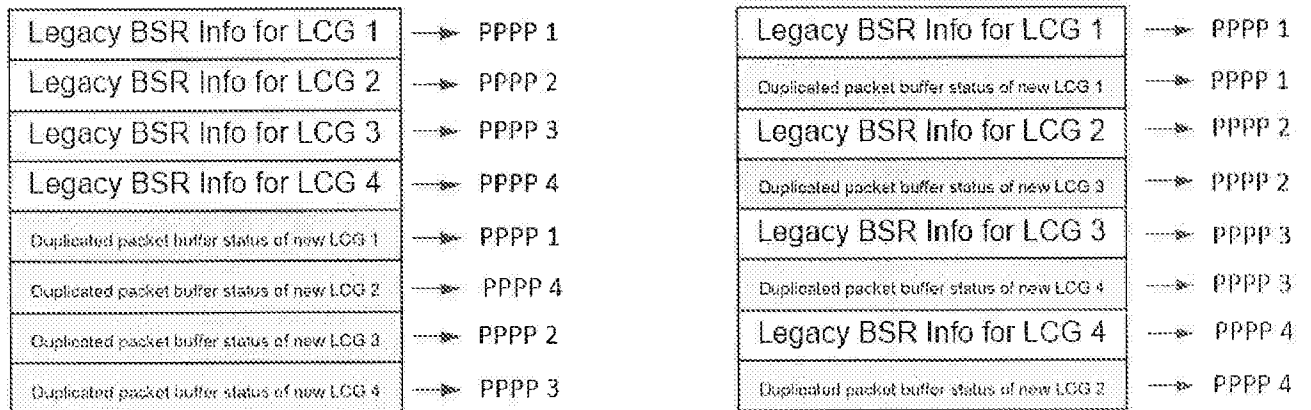 Legacy BSR Info for LCG 1 PPPP 1
Legacy BSR Info for LCG 2 PPPP 2
Legacy BSR Info for LCG 3 PPPP 3
Legacy BSR Info for LCG 4 PPPP 4
Duplicated packet buffer status of new LCG 1 PPPP 1
Duplicated packet buffer status of new LCG 2 PPPP 4
Duplicated packet buffer status of new LCG 3 PPPP 2
Duplicated packet buffer status of new LCG 4 PPPP 3
Legacy BSR Info for LCG 1 PPPP 1
Duplicated packet buffer status of new LCG 1 PPPP 1
Legacy BSR Info for LCG 2 PPPP 2
Duplicated packet buffer status of new LCG 3 PPPP 2
Legacy BSR Info for LCG 3 PPPP 3
Duplicated packet buffer status of new LCG 4 PPPP 3
Legacy BSR Info for LCG 4 PPPP 4
Duplicated packet buffer status of new LCG 2 PPPP 4